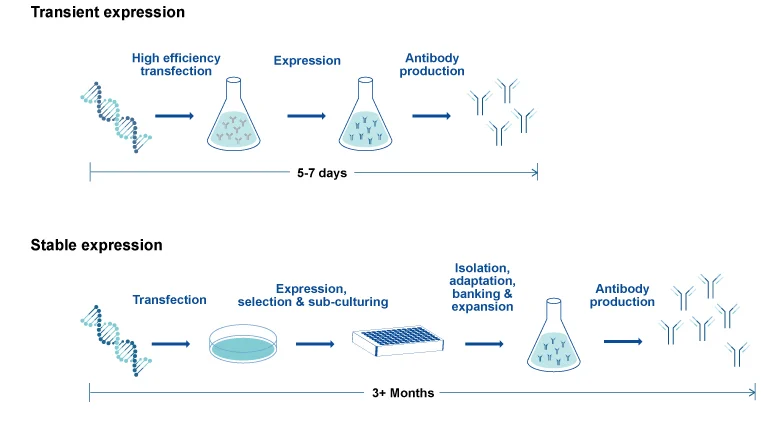 Transient expression
High efficiency
transfection
Expression
Antibody
production
5-7 days
Stable expression
Transfection
Expression,
selection & sub-culturing
Isolation,
adaptation,
banking &
expansion
Antibody
production
3+ Months